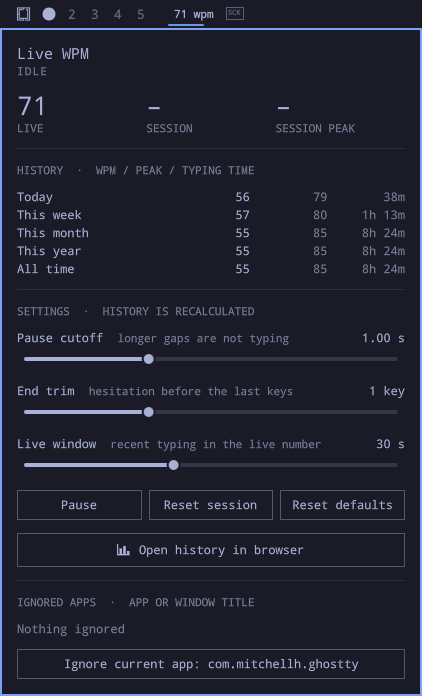 2 3 4 5 71 wpm SCK
Live WPM
IDLE
71 – –
LIVE SESSION SESSION PEAK
HISTORY · WPM / PEAK / TYPING TIME
Today 56 79 38m
This week 57 80 1h 13m
This month 55 85 8h 24m
This year 55 85 8h 24m
All time 55 85 8h 24m
SETTINGS · HISTORY IS RECALCULATED
Pause cutoff longer gaps are not typing 1.00 s
End trim hesitation before the last keys 1 key
Live window recent typing in the live number 30 s
Pause Reset session Reset defaults
Open history in browser
IGNORED APPS · APP OR WINDOW TITLE
Nothing ignored
Ignore current app: com.mitchellh.ghostty